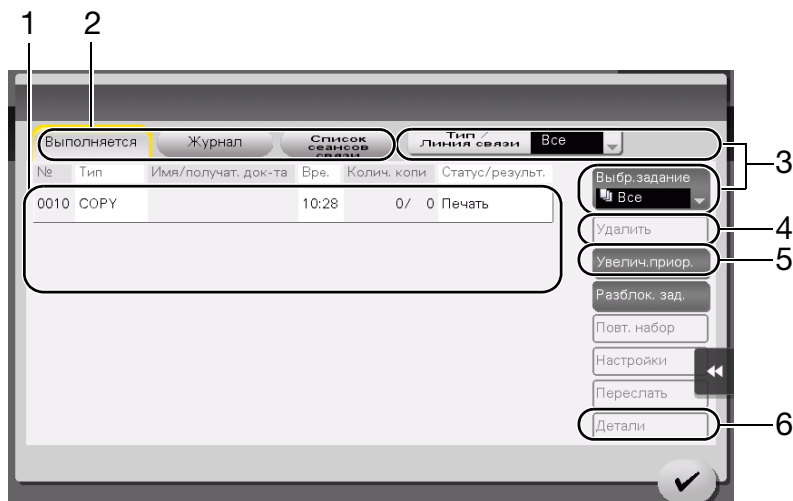 1 2
Выполняется Журнал Список сеансов связи Тип / Линия связи Все
3
№ Тип Имя/получат. док-та Вре. Колич. копи Статус/результ.
Выбр.задание
Все
0010 COPY 10:28 0/ 0 Печать
Удалить 4
Увелич.приор. 5
Разблок. зад.
Повт. набор
Настройки
Переслать
Детали 6